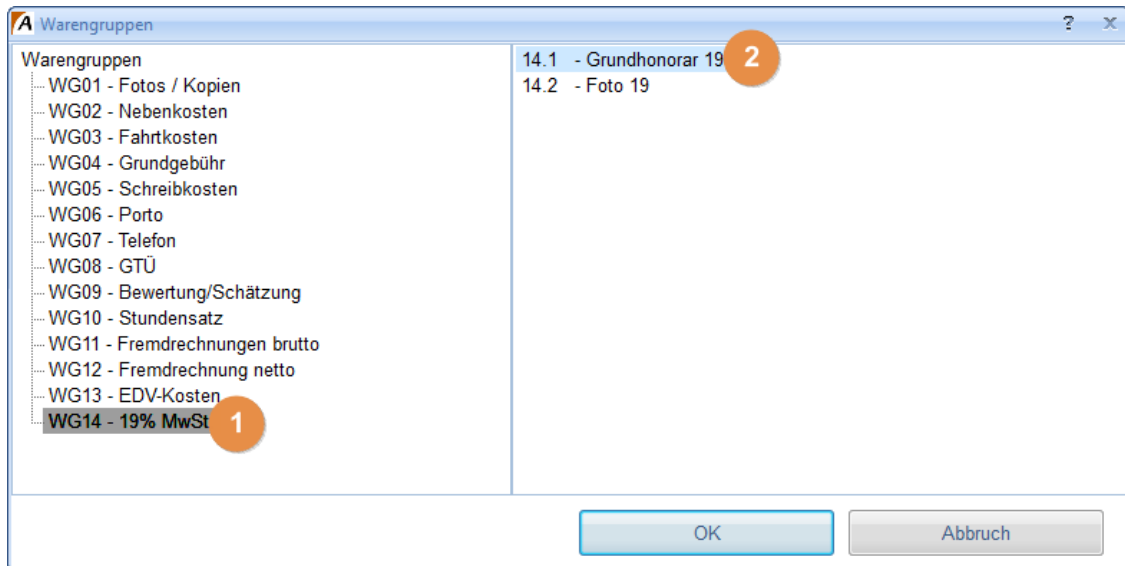 A Warengruppen ? x
Warengruppen
WG01 - Fotos / Kopien
WG02 - Nebenkosten
WG03 - Fahrtkosten
WG04 - Grundgebühr
WG05 - Schreibkosten
WG06 - Porto
WG07 - Telefon
WG08 - GTÜ
WG09 - Bewertung/Schätzung
WG10 - Stundensatz
WG11 - Fremdrechnungen brutto
WG12 - Fremdrechnung netto
WG13 - EDV-Kosten
WG14 - 19% MwSt 1
14.1 - Grundhonorar 19 2
14.2 - Foto 19
OK Abbruch